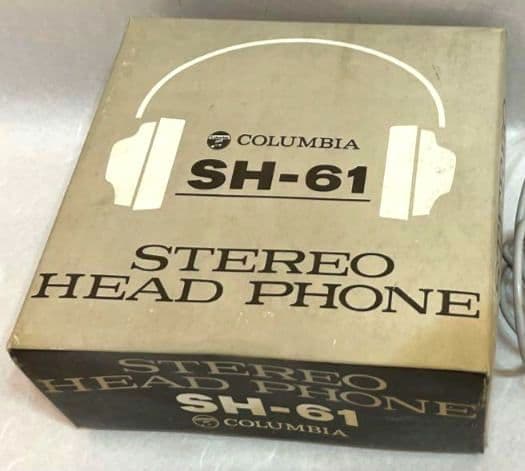 COLUMBIA
SH-61
STEREO
HEAD PHONE
STEREO
HEAD PHONE
SH-61
COLUMBIA